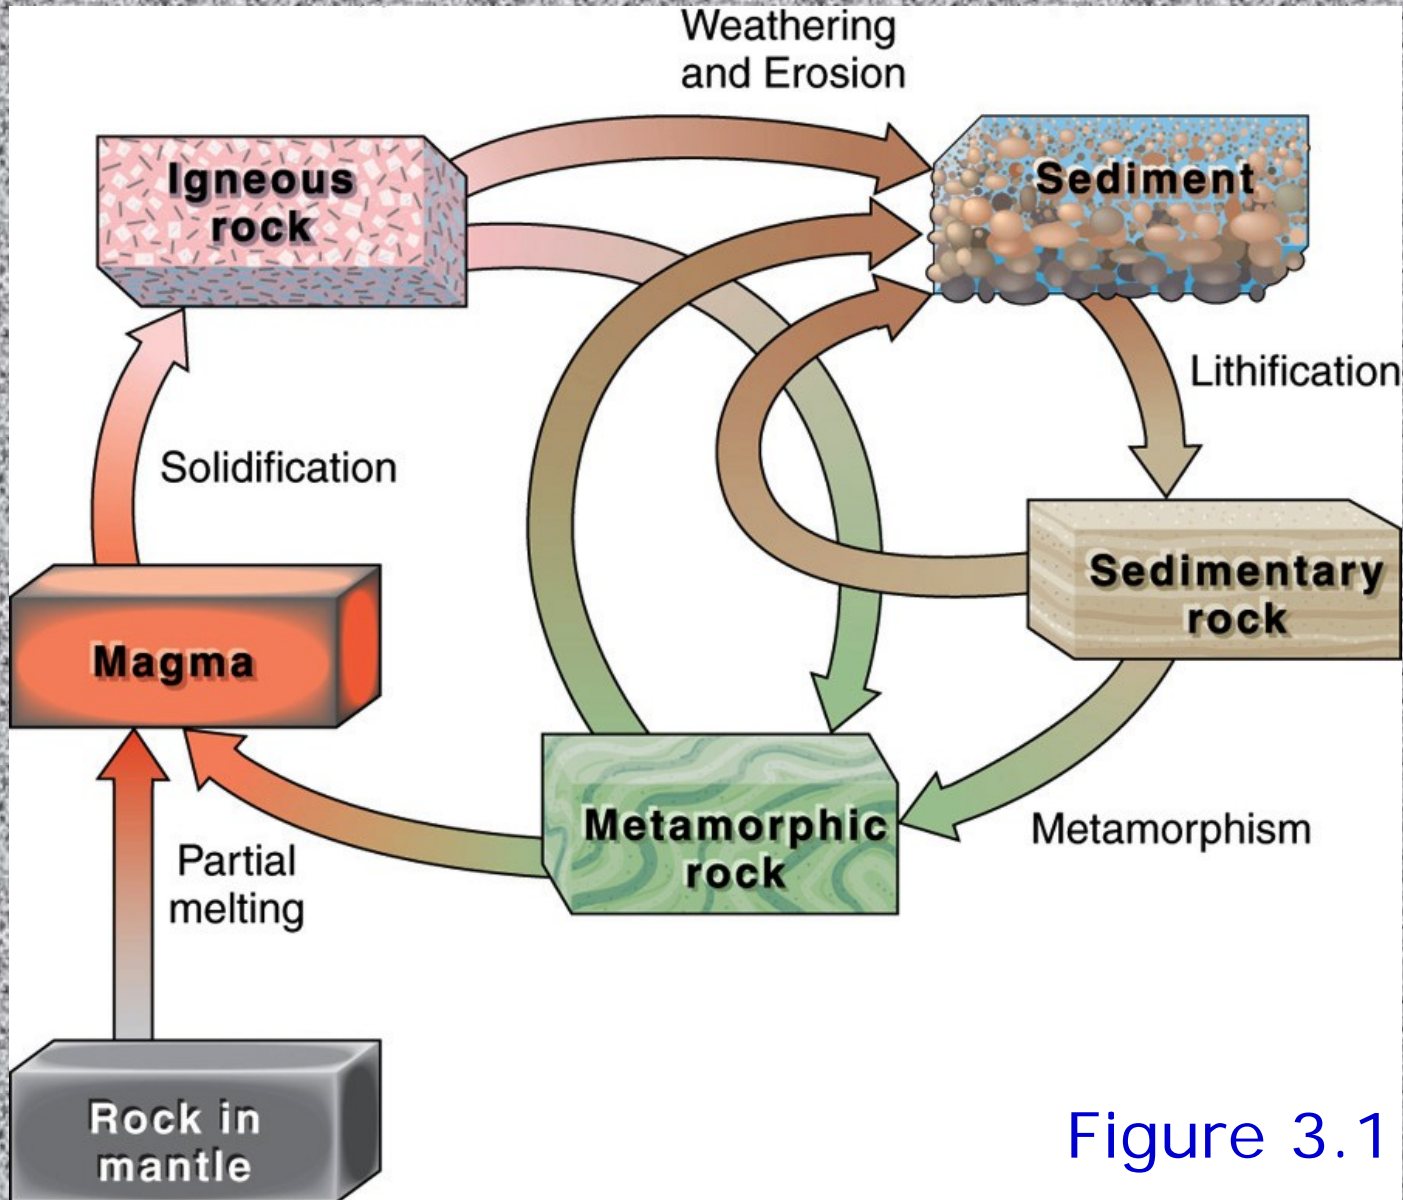 Weathering
and Erosion
Igneous
rock
Sediment
Lithification
Solidification
Sedimentary
rock
Magma
Metamorphic
rock
Metamorphism
Partial
melting
Rock in
mantle
Figure 3.1